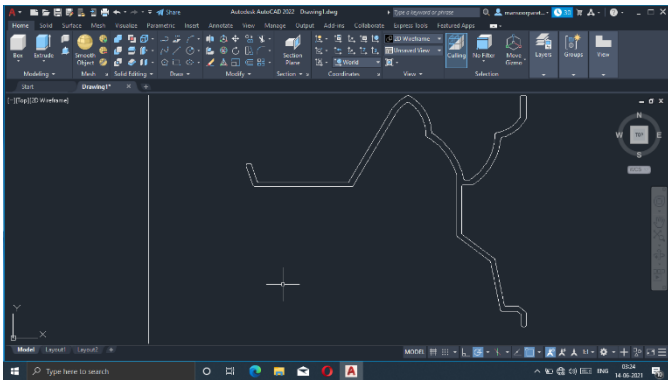 A Share Autodesk AutoCAD 2022 Drawing1.dwg Type a keyword or phrase
Home Solid Surface Mesh Visualize Parametric Insert Annotate View Manage Output Add-ins Collaborate Express Tools Featured Apps
2D Wireframe
Box Extrude Smooth Object Section Plane Unsaved View Culling No Filter Move Gizmo Layers Groups View
World
Modeling Mesh Solid Editing Draw Modify Section Coordinates View Selection
Start Drawing1* +
[-][Top][2D Wireframe]
N
W TOP E
S
WCS
Y
X
Model Layout1 Layout2 +
MODEL 1:1
Type here to search
ENG
03:24
14-06-2021